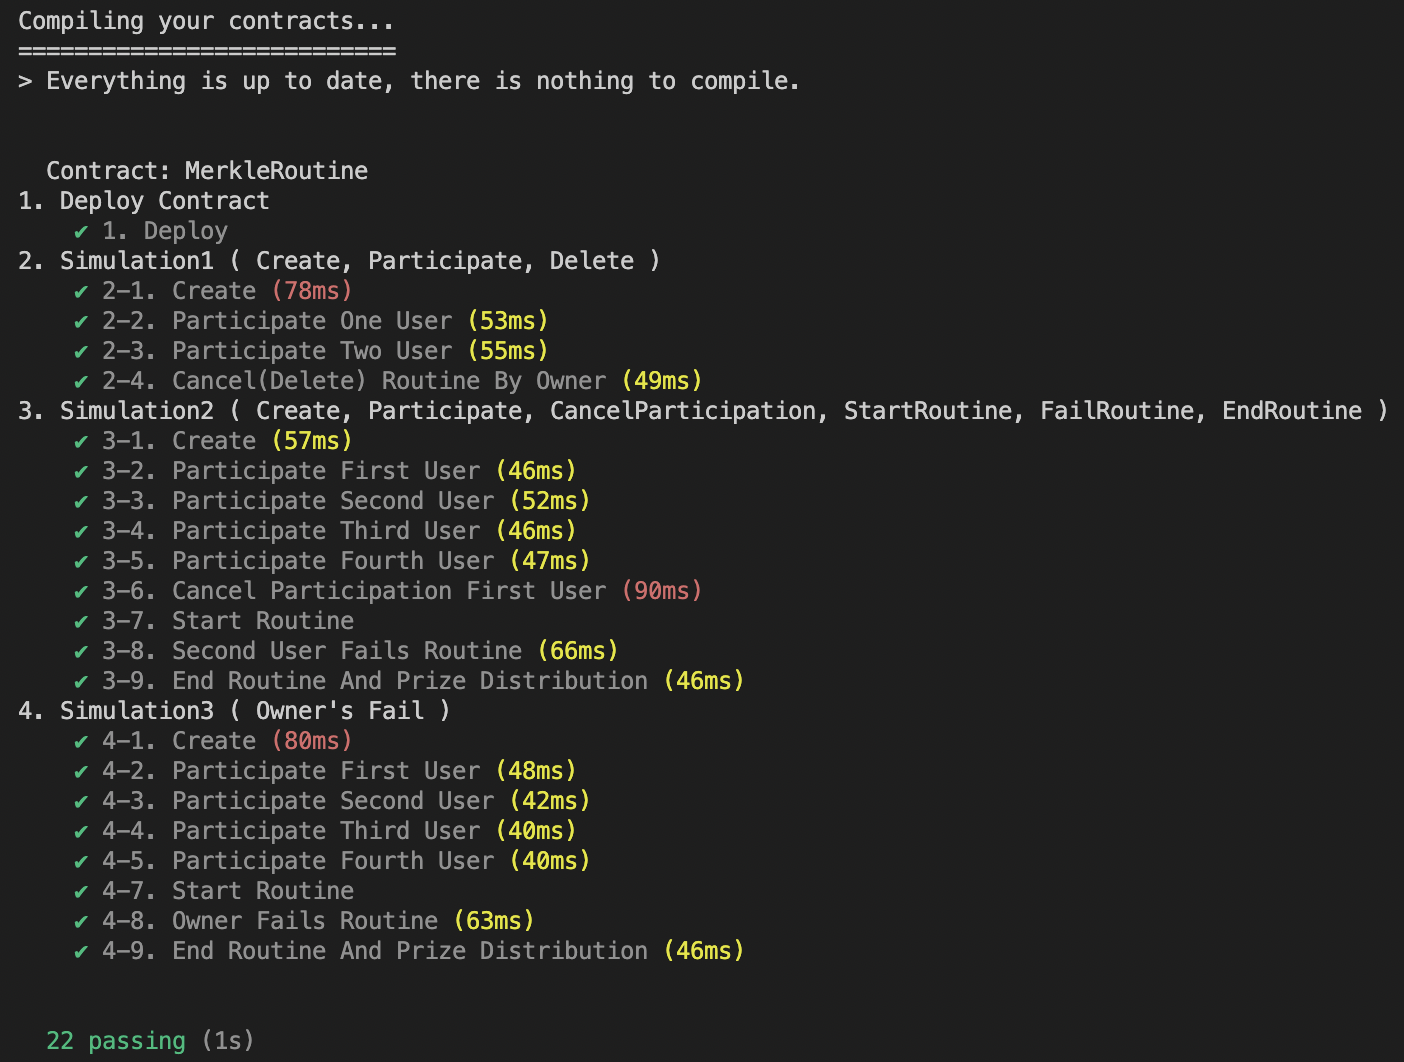 Compiling your contracts...
===========================
> Everything is up to date, there is nothing to compile.
Contract: MerkleRoutine
1. Deploy Contract
✔ 1. Deploy
2. Simulation1 ( Create, Participate, Delete )
✔ 2-1. Create (78ms)
✔ 2-2. Participate One User (53ms)
✔ 2-3. Participate Two User (55ms)
✔ 2-4. Cancel(Delete) Routine By Owner (49ms)
3. Simulation2 ( Create, Participate, CancelParticipation, StartRoutine, FailRoutine, EndRoutine )
✔ 3-1. Create (57ms)
✔ 3-2. Participate First User (46ms)
✔ 3-3. Participate Second User (52ms)
✔ 3-4. Participate Third User (46ms)
✔ 3-5. Participate Fourth User (47ms)
✔ 3-6. Cancel Participation First User (90ms)
✔ 3-7. Start Routine
✔ 3-8. Second User Fails Routine (66ms)
✔ 3-9. End Routine And Prize Distribution (46ms)
4. Simulation3 ( Owner's Fail )
✔ 4-1. Create (80ms)
✔ 4-2. Participate First User (48ms)
✔ 4-3. Participate Second User (42ms)
✔ 4-4. Participate Third User (40ms)
✔ 4-5. Participate Fourth User (40ms)
✔ 4-7. Start Routine
✔ 4-8. Owner Fails Routine (63ms)
✔ 4-9. End Routine And Prize Distribution (46ms)
22 passing (1s)